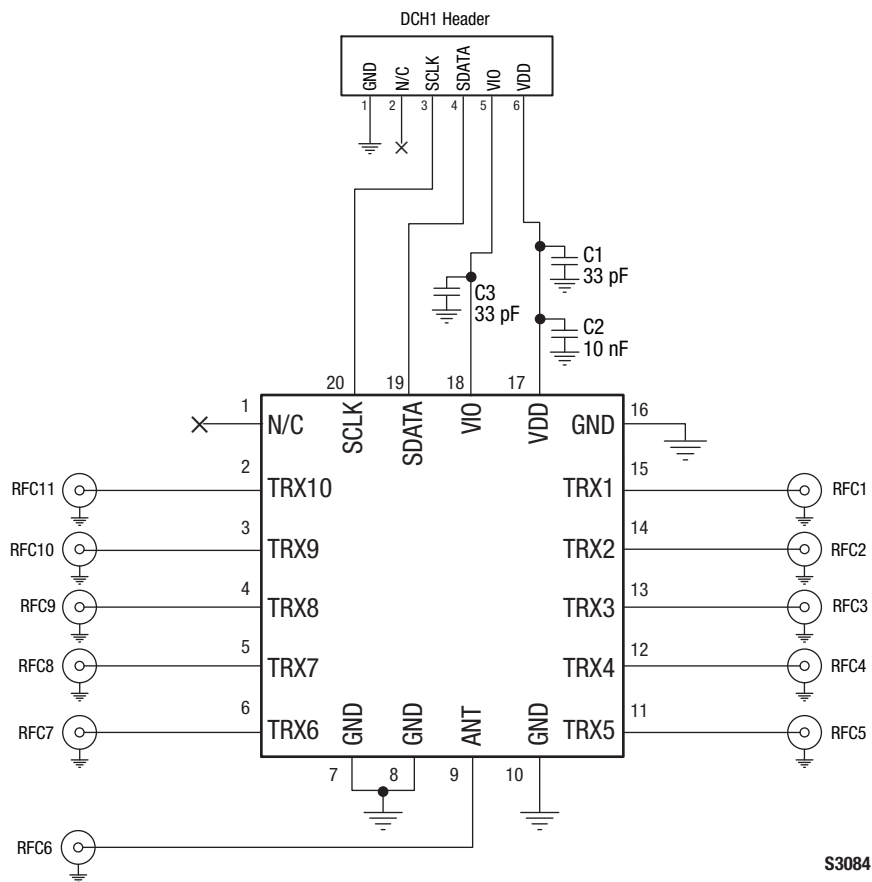 DCH1 Header
GND
N/C
SCLK
SDATA
VIO
VDD
1
2
3
4
5
6
C1
33 pF
C3
33 pF
C2
10 nF
20
19
18
17
SCLK
SDATA
VIO
VDD
1
N/C
GND
16
RFC11
2
TRX10
TRX1
15
RFC1
RFC10
3
TRX9
TRX2
14
RFC2
RFC9
4
TRX8
TRX3
13
RFC3
RFC8
5
TRX7
TRX4
12
RFC4
RFC7
6
TRX6
TRX5
11
RFC5
GND
GND
ANT
GND
7
8
9
10
RFC6
S3084